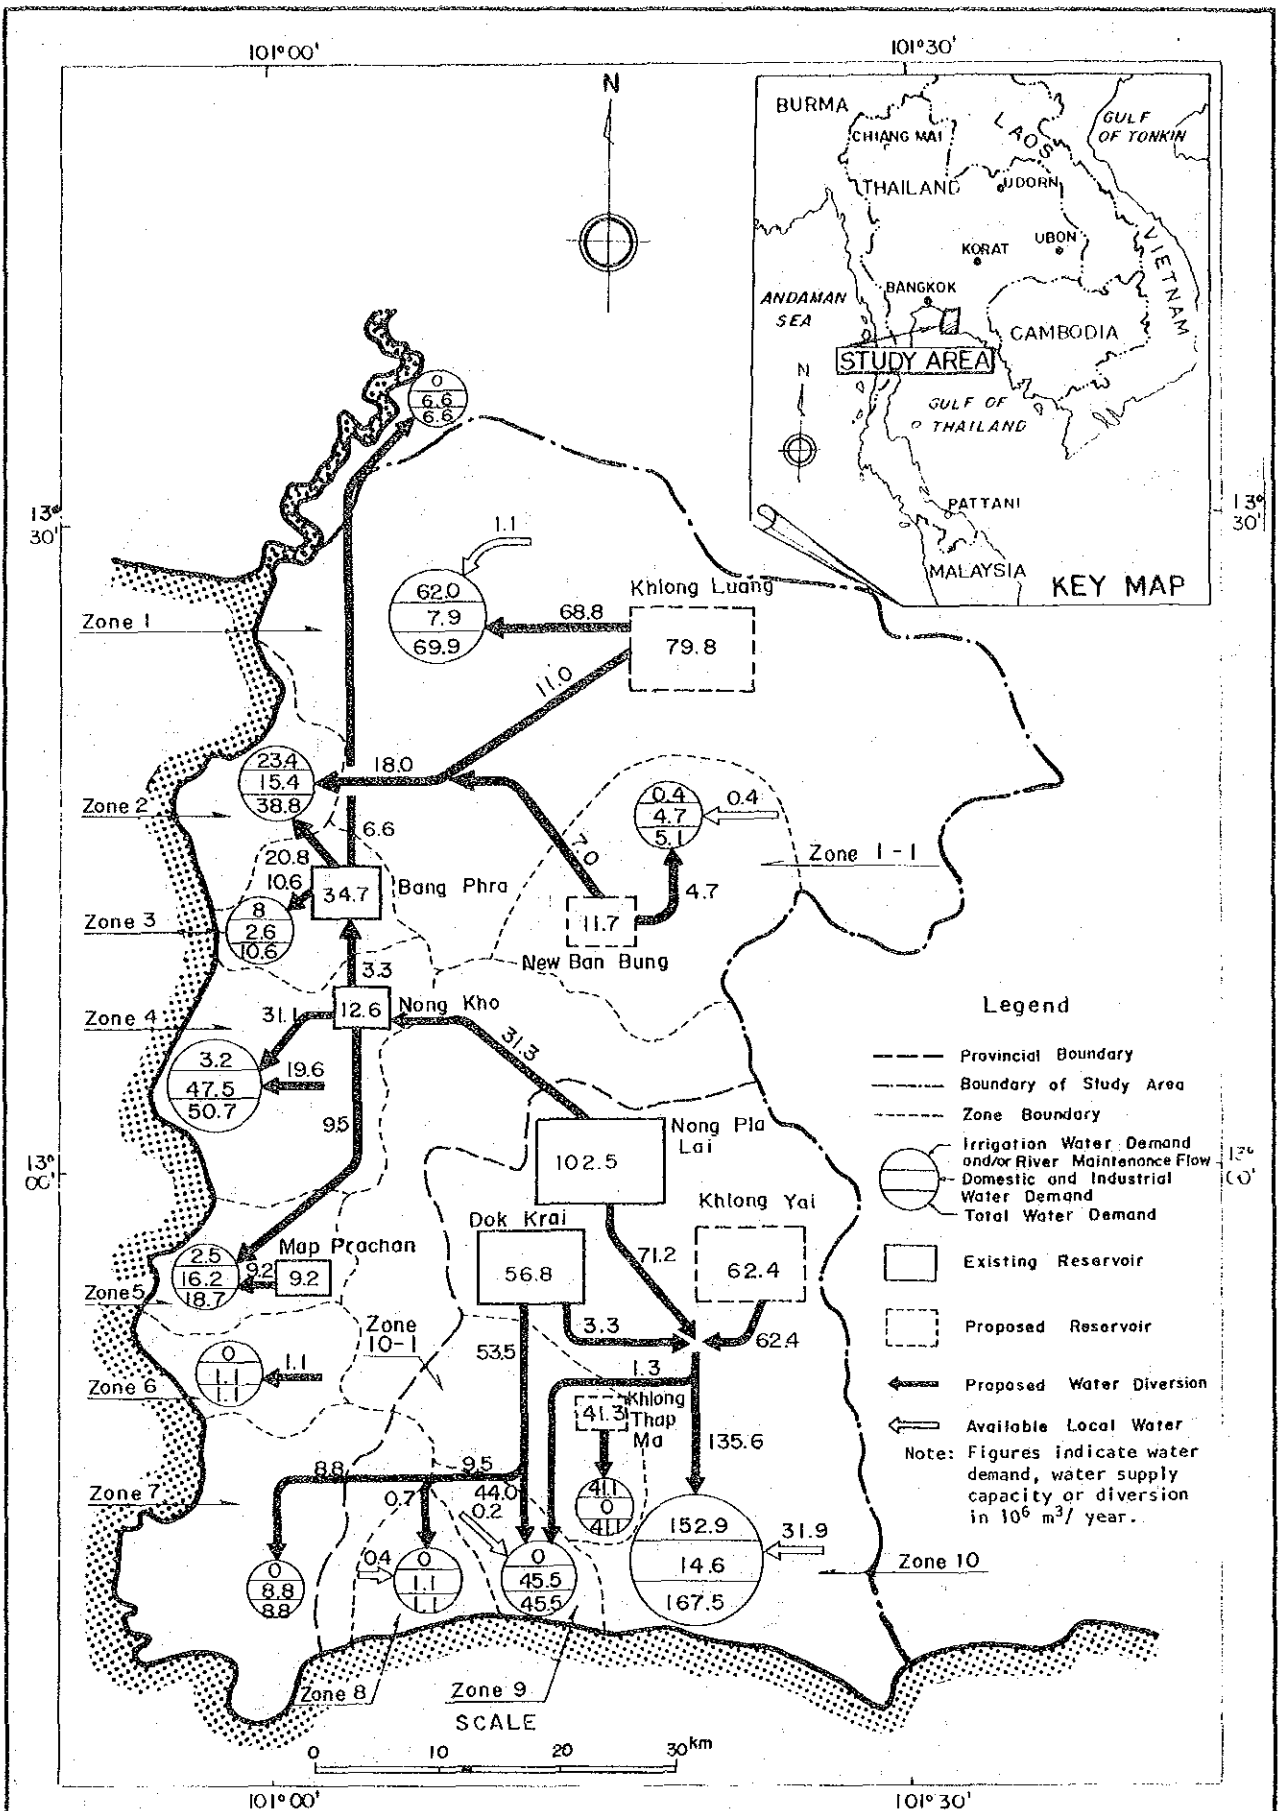 101°00'
101°30'
N
BURMA
CHIANG MAI
LAOS
GULF
OF TONKIN
THAILAND
UDORN
KORAT
UBON
VIETNAM
BANGKOK
ANDAMAN
SEA
CAMBODIA
STUDY AREA
N
GULF OF
THAILAND
PATTANI
MALAYSIA
KEY MAP
13°
30'
13°
30'
0
6.6
6.6
1.1
62.0
7.9
69.9
68.8
Khlong Luang
79.8
Zone 1
11.0
23.4
15.4
38.8
18.0
Zone 2
0.4
4.7
5.1
0.4
6.6
7.0
Zone 1-1
20.8
10.6
34.7
Bang Phra
4.7
11.7
New Ban Bung
Zone 3
8
2.6
10.6
3.3
12.6
Nong Kho
Zone 4
31.1
31.3
3.2
47.5
50.7
19.6
9.5
Legend
Provincial Boundary
Boundary of Study Area
Zone Boundary
Irrigation Water Demand
and/or River Maintenance Flow
Domestic and Industrial
Water Demand
Total Water Demand
Existing Reservoir
Proposed Reservoir
Proposed Water Diversion
Available Local Water
Note: Figures indicate water
demand, water supply
capacity or diversion
in 10⁶ m³/ year.
13°
00'
13°
00'
Nong Pla
Lai
102.5
Khlong Yai
62.4
Dok Krai
56.8
71.2
Map Prachan
9.2
9.2
2.5
16.2
18.7
Zone 5
Zone
10-1
53.5
3.3
62.4
0
1.1
1.1
1.1
Zone 6
1.3
Khlong
Thap
Ma
41.3
135.6
8.8
9.5
44.0
0.2
0.7
Zone 7
41.1
0
41.1
152.9
14.6
167.5
31.9
Zone 10
0
8.8
8.8
0.4
0
1.1
1.1
0
45.5
45.5
Zone 8
Zone 9
SCALE
0
10
20
30km
101°00'
101°30'